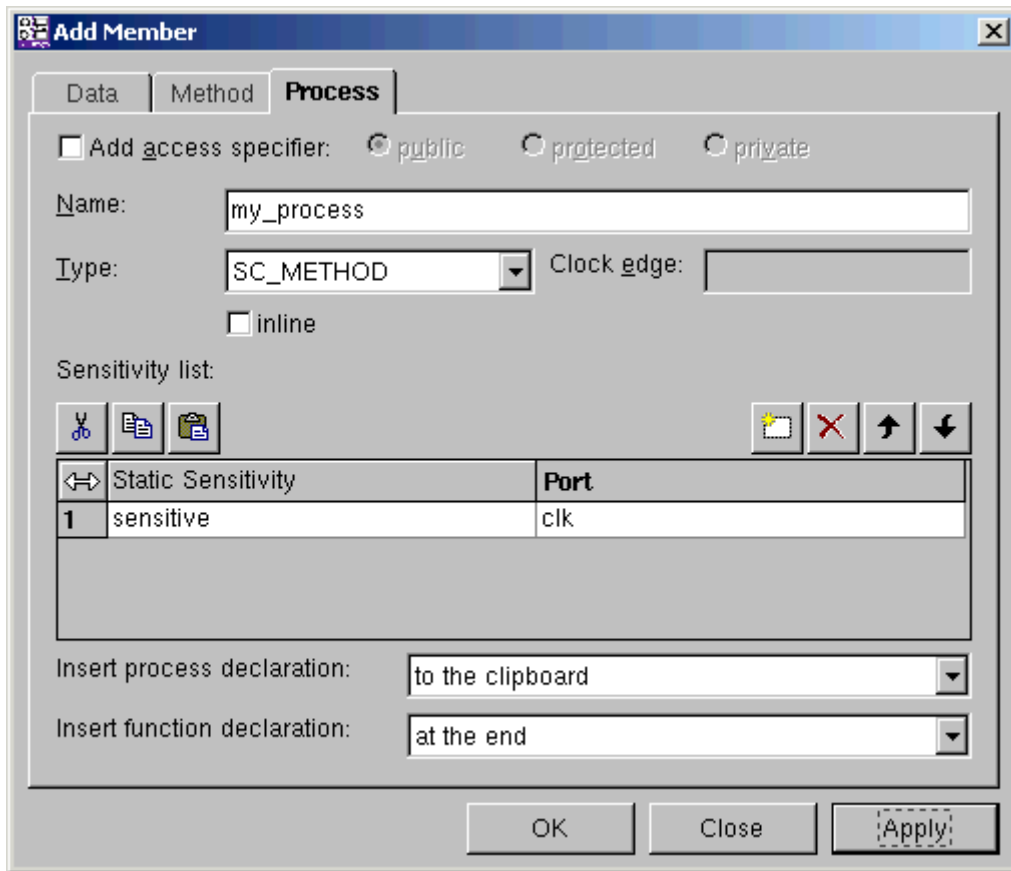 Add Member
Data Method Process
Add access specifier: public protected private
Name: my_process
Type: SC_METHOD Clock edge:
inline
Sensitivity list:
Static Sensitivity Port
1 sensitive clk
Insert process declaration: to the clipboard
Insert function declaration: at the end
OK Close Apply